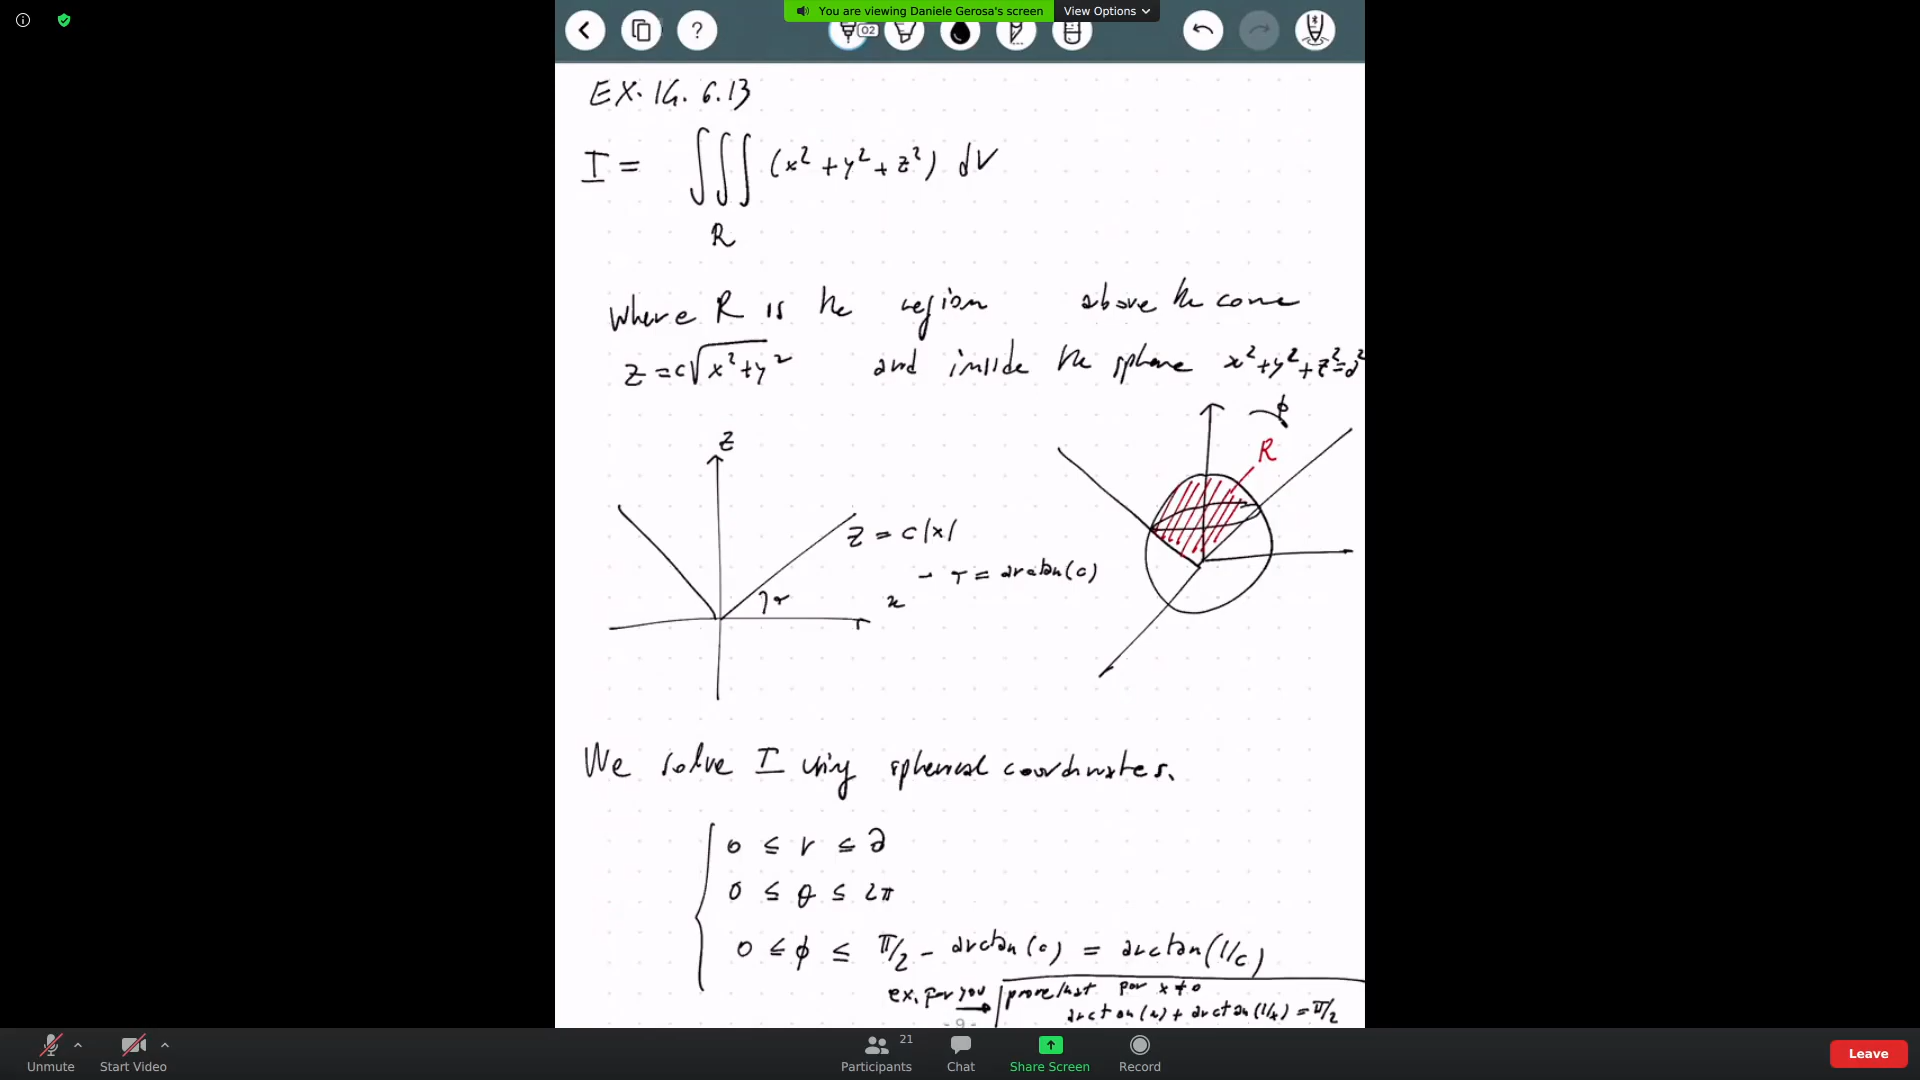 You are viewing Daniele Gerosa's screen View Options
02
EX. 14.6.13
I = ∭ (x² + y² + z²) dV
R
where R is the region above the cone
z = c√x²+y² and inside the sphere x²+y²+z²=a²
ϕ
R
z
z = c|x|
→ τ = arctan(c)
τ
x
We solve I using spherical coordinates.
0 ≤ r ≤ a
0 ≤ θ ≤ 2π
0 ≤ ϕ ≤ π/2 - arctan(c) = arctan(1/c)
ex. for you → prove that for x ≠ 0
arctan(x) + arctan(1/x) = π/2
- 9 -
Unmute Start Video Participants 21 Chat Share Screen Record Leave